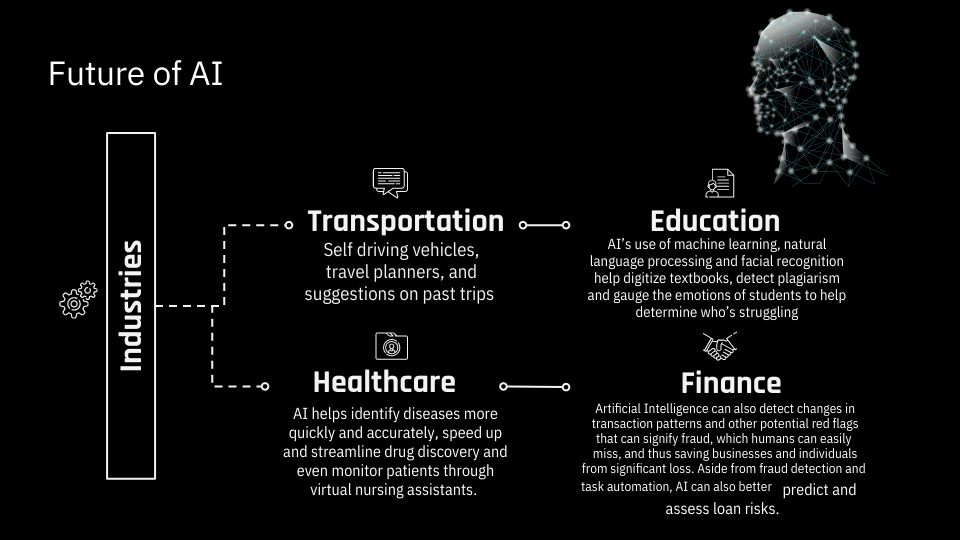 Future of AI
Industries
Transportation
Self driving vehicles,
travel planners, and
suggestions on past trips
Education
AI's use of machine learning, natural
language processing and facial recognition
help digitize textbooks, detect plagiarism
and gauge the emotions of students to help
determine who's struggling
Healthcare
AI helps identify diseases more
quickly and accurately, speed up
and streamline drug discovery and
even monitor patients through
virtual nursing assistants.
Finance
Artificial Intelligence can also detect changes in
transaction patterns and other potential red flags
that can signify fraud, which humans can easily
miss, and thus saving businesses and individuals
from significant loss. Aside from fraud detection and
task automation, AI can also better predict and
assess loan risks.